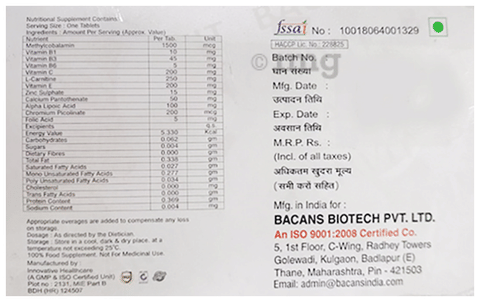 Nutritional Supplement Contains
Serving Size :- One Tablets
Ingredients : Amount Per Serving (Approx. Value)
Nutrient Per Tab. Unit
Methylcobalamin 1500 mcg
Vitamin B1 10 mg
Vitamin B3 45 mg
Vitamin B6 5 mg
Vitamin C 200 mg
L-Carnitine 250 mg
Vitamin E 200 mg
Zinc Sulphate 15 mg
Calcium Pantothenate 50 mg
Alpha Lipoic Acid 100 mg
Chromium Picolinate 200 mcg
Folic Acid 5 mg
Excipients q.s.
Energy Value 5.330 Kcal
Carbohydrates 0.062 gm
Sugars 0.004 gm
Dietary Fibres 0.000 gm
Total Fat 0.338 gm
Saturated Fatty Acids 0.027 gm
Mono Unsaturated Fatty Acids 0.277 gm
Poly Unsaturated Fatty Acids 0.034 gm
Cholesterol 0.000 mg
Trans Fatty Acids 0.000 mg
Protein Content 0.369 gm
Sodium Content 0.004 gm
Appropriate overages are added to compensate any loss
on storage.
Dosage : As directed by the Dietician.
Storage : Store in a cool, dark & dry place. at a
temperature not exceeding 25°C.
100% Food Supplement. Not For Medicinal Use.
Manufactured by:
Innovative Healthcare
(A GMP & ISO Certified Unit)
Plot no : 2131, MIE Part B
BDH (HR) 124507
fssai No : 10018064001329
HACCP Lic. No.: 226825
Batch No.
घान संख्या
Mfg. Date :
उत्पादन तिथि
Exp. Date :
अवसान तिथि
M.R.P. Rs. :
(Incl. of all taxes)
अधिकतम खुदरा मूल्य
(सभी करों सहित)
Mfg. in India for :
BACANS BIOTECH PVT. LTD.
An ISO 9001:2008 Certified Co.
5, 1st Floor, C-Wing, Radhey Towers
Golewadi, Kulgaon, Badlapur (E)
Thane, Maharashtra, Pin - 421503
Email: admin@bacansindia.com